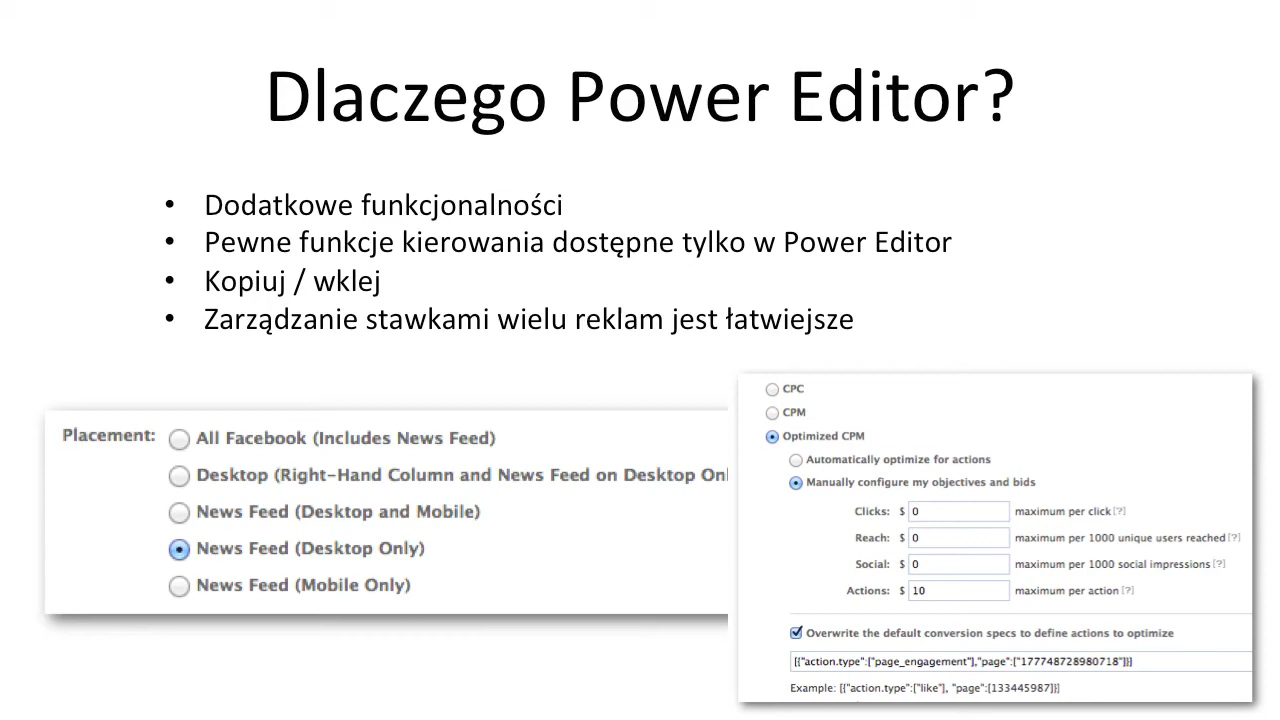 Dlaczego Power Editor?
• Dodatkowe funkcjonalności
• Pewne funkcje kierowania dostępne tylko w Power Editor
• Kopiuj / wklej
• Zarządzanie stawkami wielu reklam jest łatwiejsze
Placement:
All Facebook (Includes News Feed)
Desktop (Right-Hand Column and News Feed on Desktop Onl
News Feed (Desktop and Mobile)
News Feed (Desktop Only)
News Feed (Mobile Only)
CPC
CPM
Optimized CPM
Automatically optimize for actions
Manually configure my objectives and bids
Clicks: $ 0 maximum per click [?]
Reach: $ 0 maximum per 1000 unique users reached [?]
Social: $ 0 maximum per 1000 social impressions [?]
Actions: $ 10 maximum per action [?]
Overwrite the default conversion specs to define actions to optimize
[{"action.type":["page_engagement"],"page":["177748728980718"]}]
Example: [{"action.type":["like"], "page":[133445987]}]